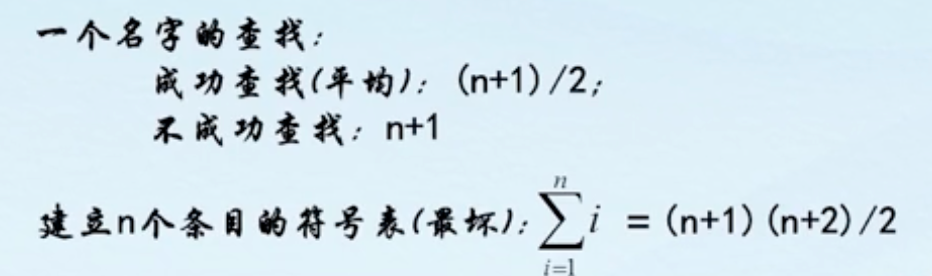 一个名字的查找：
成功查找(平均)：(n+1)/2；
不成功查找：n+1
建立n个条目的符号表(最坏)：\sum_{i=1}^{n} i = (n+1)(n+2)/2